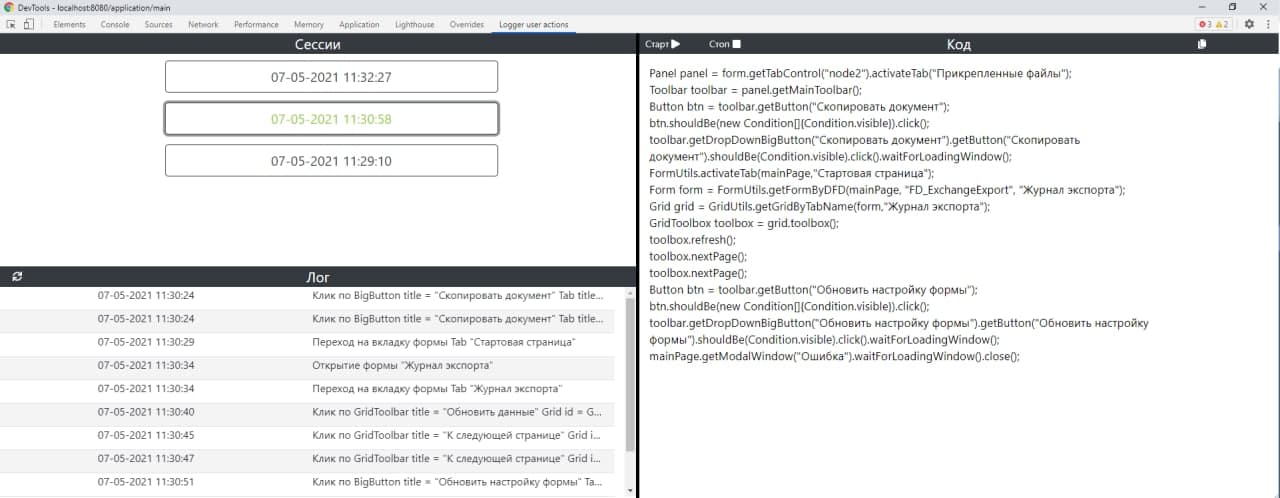 DevTools - localhost:8080/application/main
Elements Console Sources Network Performance Memory Application Lighthouse Overrides Logger user actions 3 2
Сессии
07-05-2021 11:32:27
07-05-2021 11:30:58
07-05-2021 11:29:10
Лог
07-05-2021 11:30:24 Клик по BigButton title = "Скопировать документ" Tab title...
07-05-2021 11:30:24 Клик по BigButton title = "Скопировать документ" Tab title...
07-05-2021 11:30:29 Переход на вкладку формы Tab "Стартовая страница"
07-05-2021 11:30:34 Открытие формы "Журнал экспорта"
07-05-2021 11:30:34 Переход на вкладку формы Tab "Журнал экспорта"
07-05-2021 11:30:40 Клик по GridToolbar title = "Обновить данные" Grid id = G...
07-05-2021 11:30:45 Клик по GridToolbar title = "К следующей странице" Grid i...
07-05-2021 11:30:47 Клик по GridToolbar title = "К следующей странице" Grid i...
07-05-2021 11:30:51 Клик по BigButton title = "Обновить настройку формы" Ta...
Старт Стоп Код
Panel panel = form.getTabControl("node2").activateTab("Прикрепленные файлы");
Toolbar toolbar = panel.getMainToolbar();
Button btn = toolbar.getButton("Скопировать документ");
btn.shouldBe(new Condition[]{Condition.visible}).click();
toolbar.getDropDownBigButton("Скопировать документ").getButton("Скопировать
документ").shouldBe(Condition.visible).click().waitForLoadingWindow();
FormUtils.activateTab(mainPage,"Стартовая страница");
Form form = FormUtils.getFormByDFD(mainPage, "FD_ExchangeExport", "Журнал экспорта");
Grid grid = GridUtils.getGridByTabName(form,"Журнал экспорта");
GridToolbox toolbox = grid.toolbox();
toolbox.refresh();
toolbox.nextPage();
toolbox.nextPage();
Button btn = toolbar.getButton("Обновить настройку формы");
btn.shouldBe(new Condition[]{Condition.visible}).click();
toolbar.getDropDownBigButton("Обновить настройку формы").getButton("Обновить настройку
формы").shouldBe(Condition.visible).click().waitForLoadingWindow();
mainPage.getModalWindow("Ошибка").waitForLoadingWindow().close();